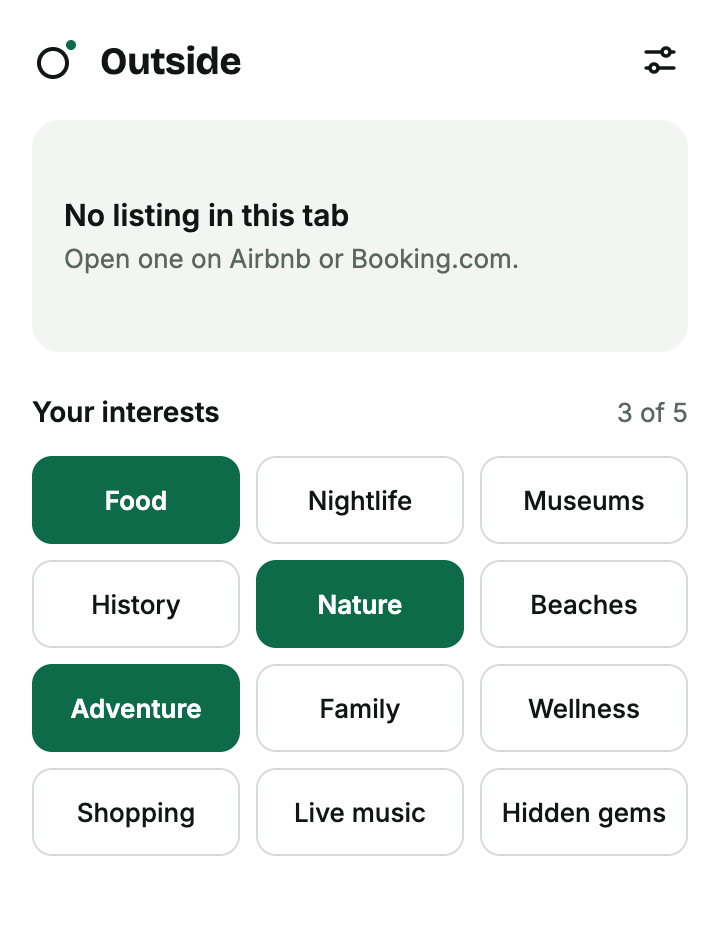 Outside
No listing in this tab
Open one on Airbnb or Booking.com.
Your interests 3 of 5
Food Nightlife Museums
History Nature Beaches
Adventure Family Wellness
Shopping Live music Hidden gems